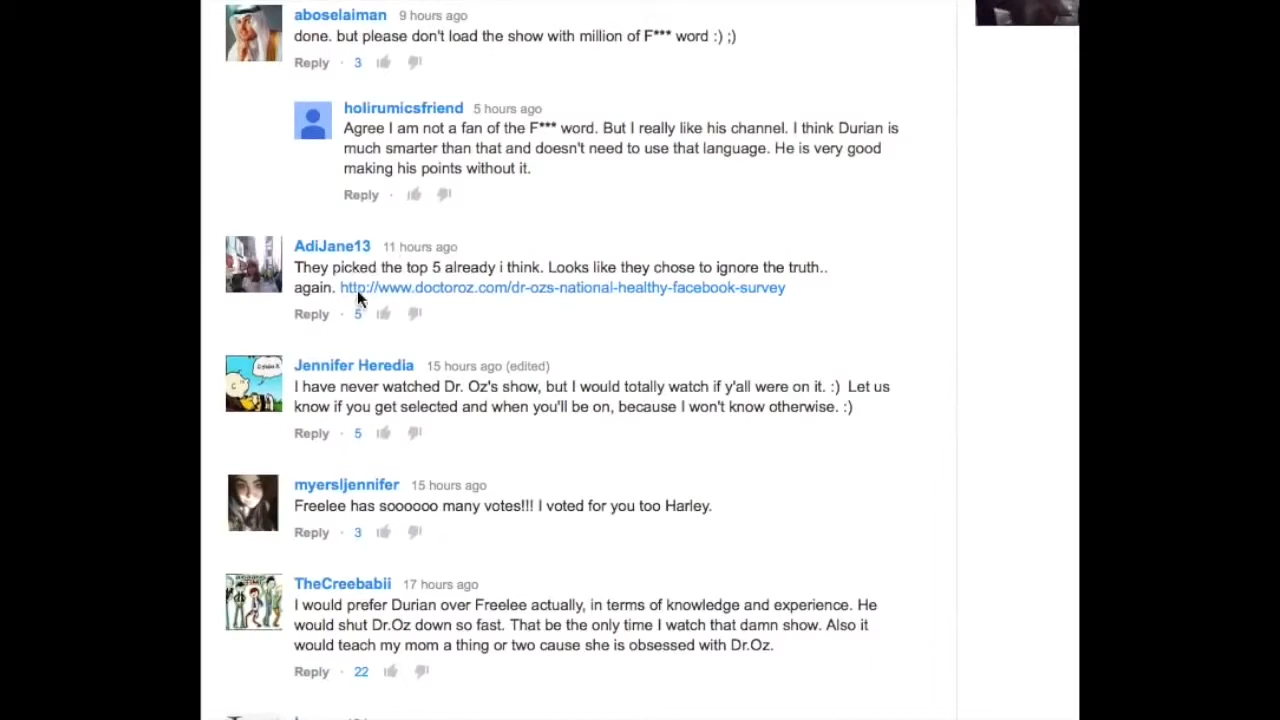 aboselaiman 9 hours ago
done. but please don't load the show with million of F*** word :) ;)
Reply · 3
holirumicsfriend 5 hours ago
Agree I am not a fan of the F*** word. But I really like his channel. I think Durian is
much smarter than that and doesn't need to use that language. He is very good
making his points without it.
Reply ·
AdiJane13 11 hours ago
They picked the top 5 already i think. Looks like they chose to ignore the truth..
again. http://www.doctoroz.com/dr-ozs-national-healthy-facebook-survey
Reply · 5
Jennifer Heredia 15 hours ago (edited)
I have never watched Dr. Oz's show, but I would totally watch if y'all were on it. :) Let us
know if you get selected and when you'll be on, because I won't know otherwise. :)
Reply · 5
myersljennifer 15 hours ago
Freelee has soooooo many votes!!! I voted for you too Harley.
Reply · 3
TheCreebabii 17 hours ago
I would prefer Durian over Freelee actually, in terms of knowledge and experience. He
would shut Dr.Oz down so fast. That be the only time I watch that damn show. Also it
would teach my mom a thing or two cause she is obsessed with Dr.Oz.
Reply · 22